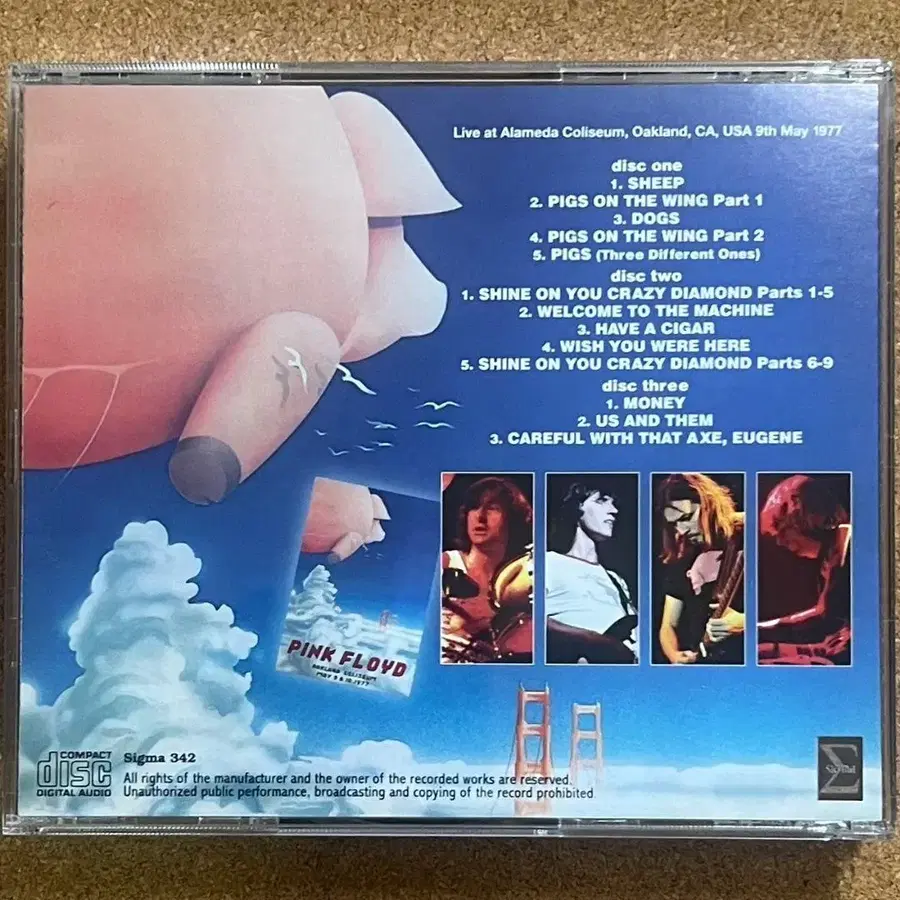 Live at Alameda Coliseum, Oakland, CA, USA 9th May 1977
disc one
1. SHEEP
2. PIGS ON THE WING Part 1
3. DOGS
4. PIGS ON THE WING Part 2
5. PIGS (Three Different Ones)
disc two
1. SHINE ON YOU CRAZY DIAMOND Parts 1-5
2. WELCOME TO THE MACHINE
3. HAVE A CIGAR
4. WISH YOU WERE HERE
5. SHINE ON YOU CRAZY DIAMOND Parts 6-9
disc three
1. MONEY
2. US AND THEM
3. CAREFUL WITH THAT AXE, EUGENE
PINK FLOYD
OAKLAND COLISEUM
MAY 9 & 10, 1977
COMPACT
disc
DIGITAL AUDIO
Sigma 342
All rights of the manufacturer and the owner of the recorded works are reserved.
Unauthorized public performance, broadcasting and copying of the record prohibited.
Σ